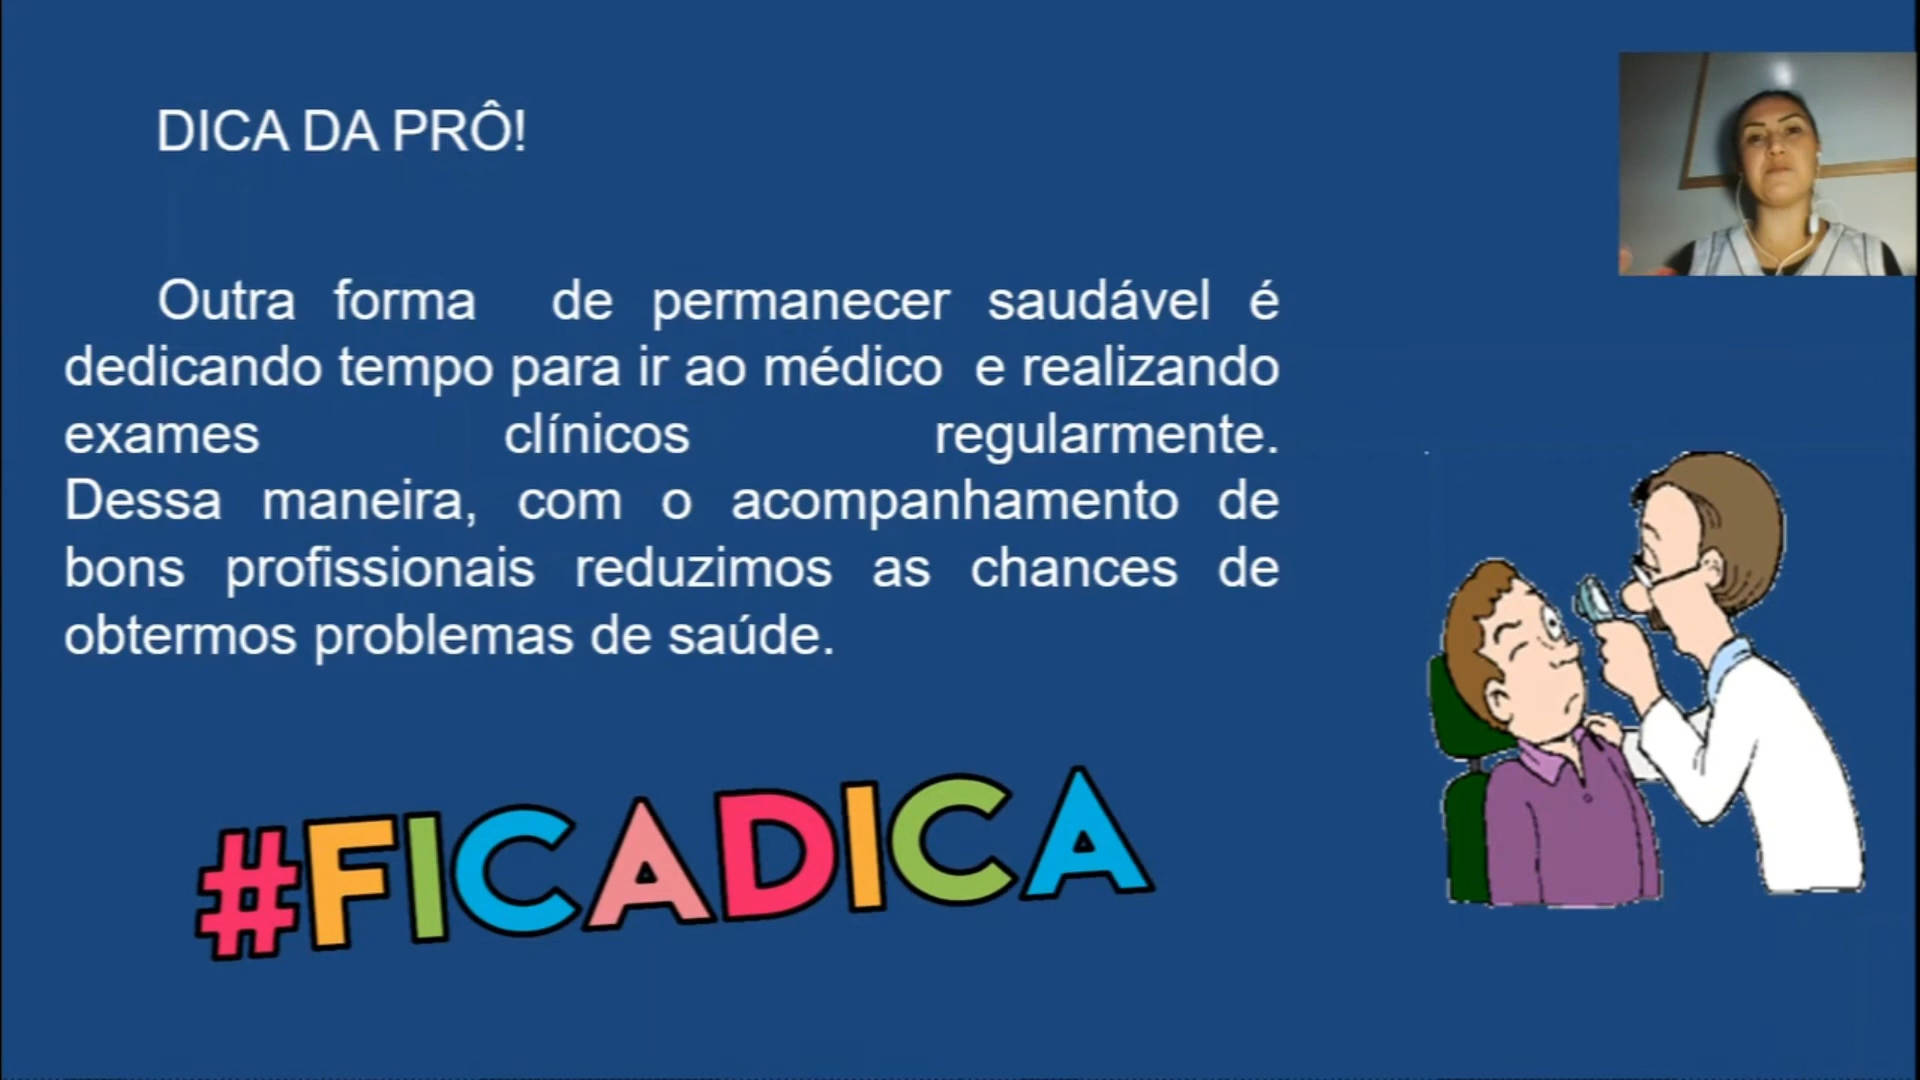 DICA DA PRÔ!
Outra forma de permanecer saudável é
dedicando tempo para ir ao médico e realizando
exames clínicos regularmente.
Dessa maneira, com o acompanhamento de
bons profissionais reduzimos as chances de
obtermos problemas de saúde.
#FICADICA